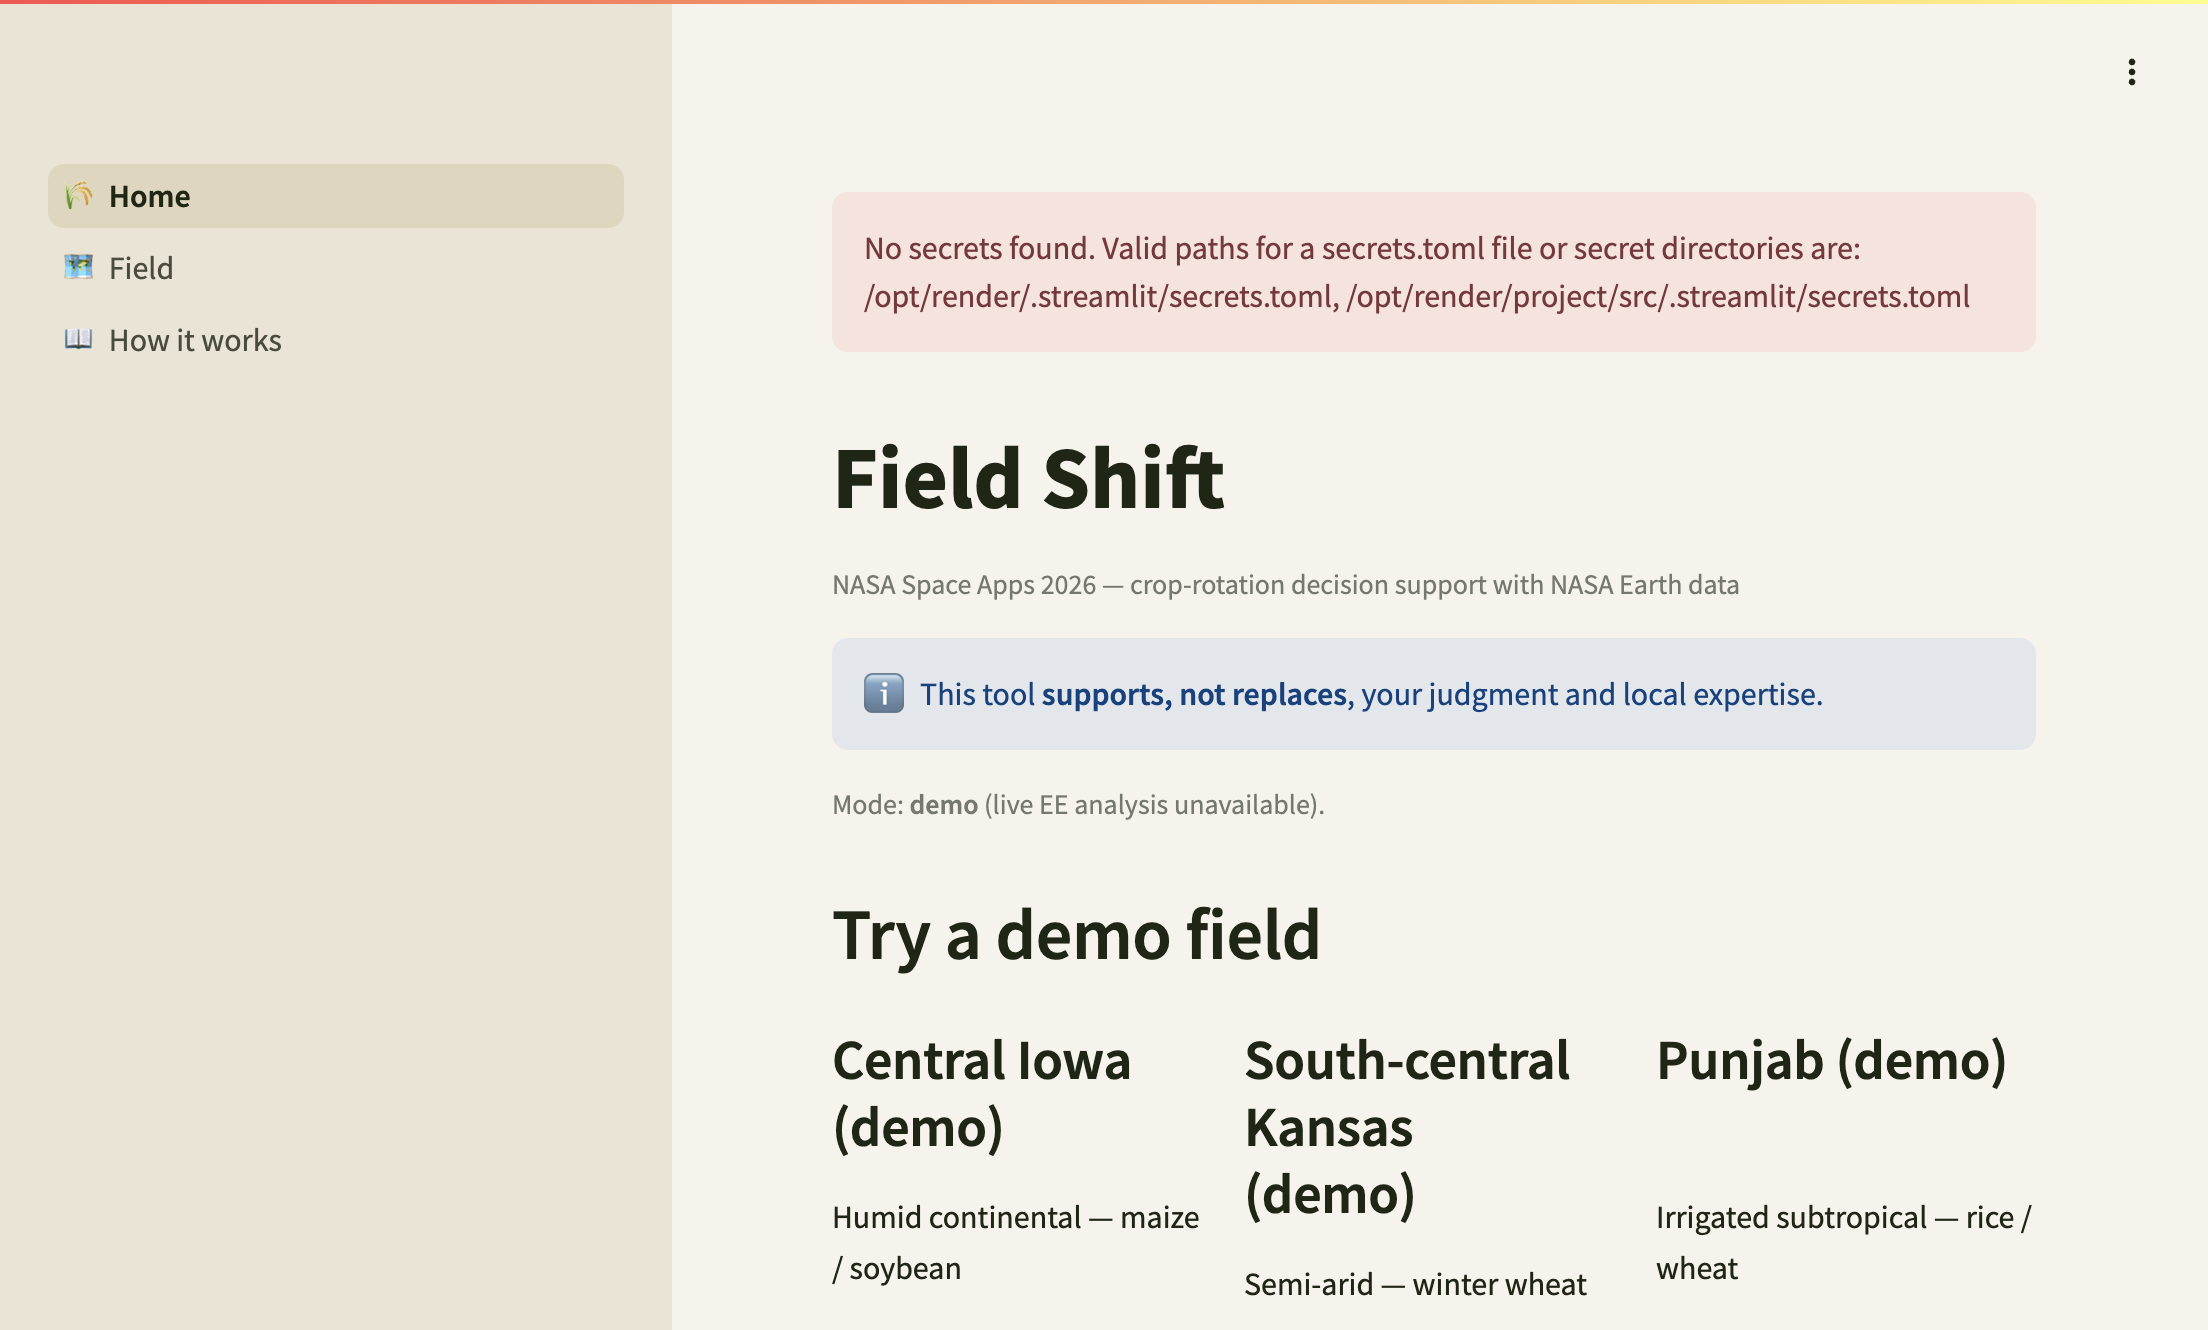 Home
Field
How it works
No secrets found. Valid paths for a secrets.toml file or secret directories are:
/opt/render/.streamlit/secrets.toml, /opt/render/project/src/.streamlit/secrets.toml
Field Shift
NASA Space Apps 2026 — crop-rotation decision support with NASA Earth data
This tool supports, not replaces, your judgment and local expertise.
Mode: demo (live EE analysis unavailable).
Try a demo field
Central Iowa
(demo)
Humid continental — maize
/ soybean
South-central
Kansas
(demo)
Semi-arid — winter wheat
Punjab (demo)
Irrigated subtropical — rice /
wheat